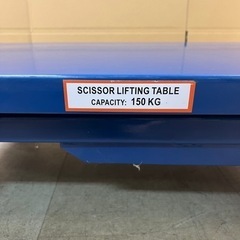 SCISSOR LIFTING TABLE
CAPACITY: 150 KG